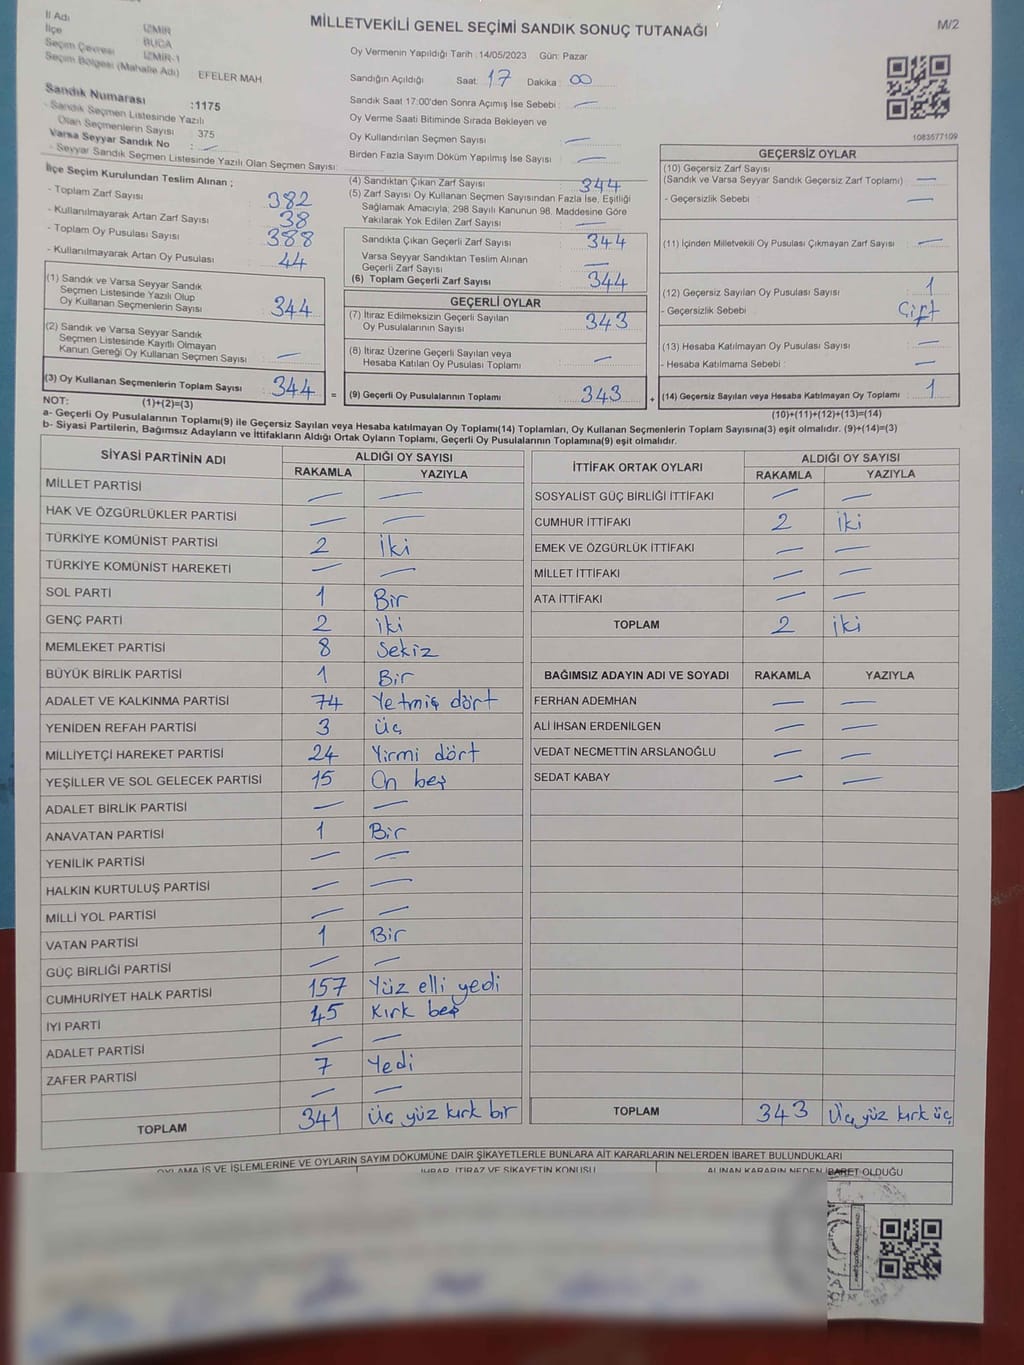 İl Adı İZMİR
İlçe BUCA
Seçim Çevresi İZMİR-1
Seçim Bölgesi (Mahalle Adı) EFELER MAH
Sandık Numarası :1175
- Sandık Seçmen Listesinde Yazılı
Olan Seçmenlerin Sayısı : 375
Varsa Seyyar Sandık No : —
- Seyyar Sandık Seçmen Listesinde Yazılı Olan Seçmen Sayısı:
MİLLETVEKİLİ GENEL SEÇİMİ SANDIK SONUÇ TUTANAĞI
M/2
Oy Vermenin Yapıldığı Tarih :14/05/2023 Gün: Pazar
Sandığın Açıldığı Saat: 17 Dakika : 00
Sandık Saat 17:00'den Sonra Açımış İse Sebebi : —
Oy Verme Saati Bitiminde Sırada Bekleyen ve
Oy Kullandırılan Seçmen Sayısı : —
Birden Fazla Sayım Döküm Yapılmış İse Sayısı : —
1083577109
İlçe Seçim Kurulundan Teslim Alınan ;
- Toplam Zarf Sayısı : 382
- Kullanılmayarak Artan Zarf Sayısı : 38
- Toplam Oy Pusulası Sayısı : 388
- Kullanılmayarak Artan Oy Pusulası : 44
(1) Sandık ve Varsa Seyyar Sandık
Seçmen Listesinde Yazılı Olup
Oy Kullanan Seçmenlerin Sayısı : 344
(2) Sandık ve Varsa Seyyar Sandık
Seçmen Listesinde Kayıtlı Olmayan
Kanun Gereği Oy Kullanan Seçmen Sayısı : —
(3) Oy Kullanan Seçmenlerin Toplam Sayısı : 344 =
(4) Sandıktan Çıkan Zarf Sayısı : 344
(5) Zarf Sayısı Oy Kullanan Seçmen Sayısından Fazla İse, Eşitliği
Sağlamak Amacıyla, 298 Sayılı Kanunun 98. Maddesine Göre
Yakılarak Yok Edilen Zarf Sayısı : —
Sandıkta Çıkan Geçerli Zarf Sayısı : 344
Varsa Seyyar Sandıktan Teslim Alınan
Geçerli Zarf Sayısı : —
(6) Toplam Geçerli Zarf Sayısı : 344
GEÇERLİ OYLAR
(7) İtiraz Edilmeksizin Geçerli Sayılan
Oy Pusulalarının Sayısı : 343
(8) İtiraz Üzerine Geçerli Sayılan veya
Hesaba Katılan Oy Pusulası Toplamı : —
(9) Geçerli Oy Pusulalarının Toplamı : 343 +
GEÇERSİZ OYLAR
(10) Geçersiz Zarf Sayısı
(Sandık ve Varsa Seyyar Sandık Geçersiz Zarf Toplamı) : —
- Geçersizlik Sebebi : —
(11) İçinden Milletvekili Oy Pusulası Çıkmayan Zarf Sayısı : —
(12) Geçersiz Sayılan Oy Pusulası Sayısı : 1
- Geçersizlik Sebebi : Çift
(13) Hesaba Katılmayan Oy Pusulası Sayısı : —
- Hesaba Katılmama Sebebi : —
(14) Geçersiz Sayılan veya Hesaba Katılmayan Oy Toplamı : 1
NOT: (1)+(2)=(3) (10)+(11)+(12)+(13)=(14)
a- Geçerli Oy Pusulalarının Toplamı(9) ile Geçersiz Sayılan veya Hesaba katılmayan Oy Toplamı(14) Toplamları, Oy Kullanan Seçmenlerin Toplam Sayısına(3) eşit olmalıdır. (9)+(14)=(3)
b- Siyasi Partilerin, Bağımsız Adayların ve İttifakların Aldığı Ortak Oyların Toplamı, Geçerli Oy Pusulalarının Toplamına(9) eşit olmalıdır.
SİYASİ PARTİNİN ADI ALDIĞI OY SAYISI
RAKAMLA YAZIYLA
MİLLET PARTİSİ — —
HAK VE ÖZGÜRLÜKLER PARTİSİ — —
TÜRKİYE KOMÜNİST PARTİSİ 2 İki
TÜRKİYE KOMÜNİST HAREKETİ — —
SOL PARTİ 1 Bir
GENÇ PARTİ 2 iki
MEMLEKET PARTİSİ 8 Sekiz
BÜYÜK BİRLİK PARTİSİ 1 Bir
ADALET VE KALKINMA PARTİSİ 74 Yetmiş dört
YENİDEN REFAH PARTİSİ 3 üç
MİLLİYETÇİ HAREKET PARTİSİ 24 Yirmi dört
YEŞİLLER VE SOL GELECEK PARTİSİ 15 On beş
ADALET BİRLİK PARTİSİ — —
ANAVATAN PARTİSİ 1 Bir
YENİLİK PARTİSİ — —
HALKIN KURTULUŞ PARTİSİ — —
MİLLİ YOL PARTİSİ — —
VATAN PARTİSİ 1 Bir
GÜÇ BİRLİĞİ PARTİSİ — —
CUMHURİYET HALK PARTİSİ 157 Yüz elli yedi
İYİ PARTİ 45 Kırk beş
ADALET PARTİSİ — —
ZAFER PARTİSİ 7 Yedi
— —
TOPLAM 341 Üç yüz kırk bir
İTTİFAK ORTAK OYLARI ALDIĞI OY SAYISI
RAKAMLA YAZIYLA
SOSYALİST GÜÇ BİRLİĞİ İTTİFAKI — —
CUMHUR İTTİFAKI 2 İki
EMEK VE ÖZGÜRLÜK İTTİFAKI — —
MİLLET İTTİFAKI — —
ATA İTTİFAKI — —
TOPLAM 2 iki
BAĞIMSIZ ADAYIN ADI VE SOYADI RAKAMLA YAZIYLA
FERHAN ADEMHAN — —
ALİ İHSAN ERDENİLGEN — —
VEDAT NECMETTİN ARSLANOĞLU — —
SEDAT KABAY — —
TOPLAM 343 Üç yüz kırk üç
OYLAMA İŞ VE İŞLEMLERİNE VE OYLARIN SAYIM DÖKÜMÜNE DAİR ŞİKAYETLERLE BUNLARA AİT KARARLARIN NELERDEN İBARET BULUNDUKLARI
İHBAR, İTİRAZ VE ŞİKAYETİN KONUSU ALINAN KARARIN NEDEN İBARET OLDUĞU